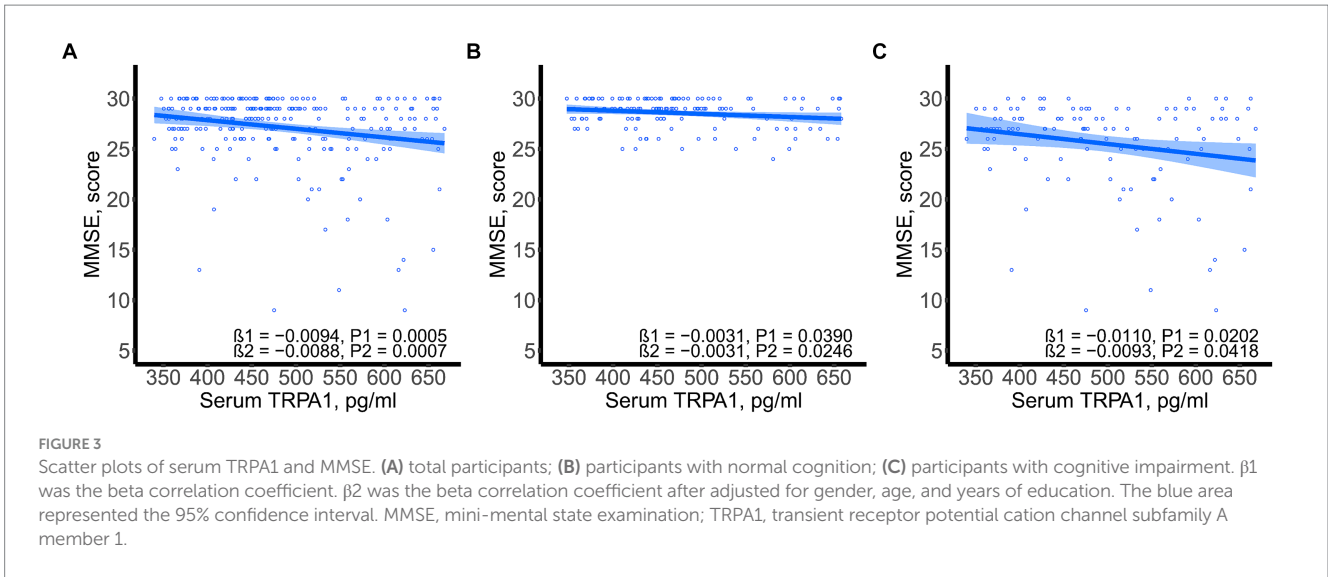 A
B
C
MMSE, score
30
25
20
15
10
5
350 400 450 500 550 600 650
Serum TRPA1, pg/ml
ß1 = −0.0094, P1 = 0.0005
ß2 = −0.0088, P2 = 0.0007
MMSE, score
30
25
20
15
10
5
350 400 450 500 550 600 650
Serum TRPA1, pg/ml
ß1 = −0.0031, P1 = 0.0390
ß2 = −0.0031, P2 = 0.0246
MMSE, score
30
25
20
15
10
5
350 400 450 500 550 600 650
Serum TRPA1, pg/ml
ß1 = −0.0110, P1 = 0.0202
ß2 = −0.0093, P2 = 0.0418
FIGURE 3
Scatter plots of serum TRPA1 and MMSE. (A) total participants; (B) participants with normal cognition; (C) participants with cognitive impairment. β1
was the beta correlation coefficient. β2 was the beta correlation coefficient after adjusted for gender, age, and years of education. The blue area
represented the 95% confidence interval. MMSE, mini-mental state examination; TRPA1, transient receptor potential cation channel subfamily A
member 1.